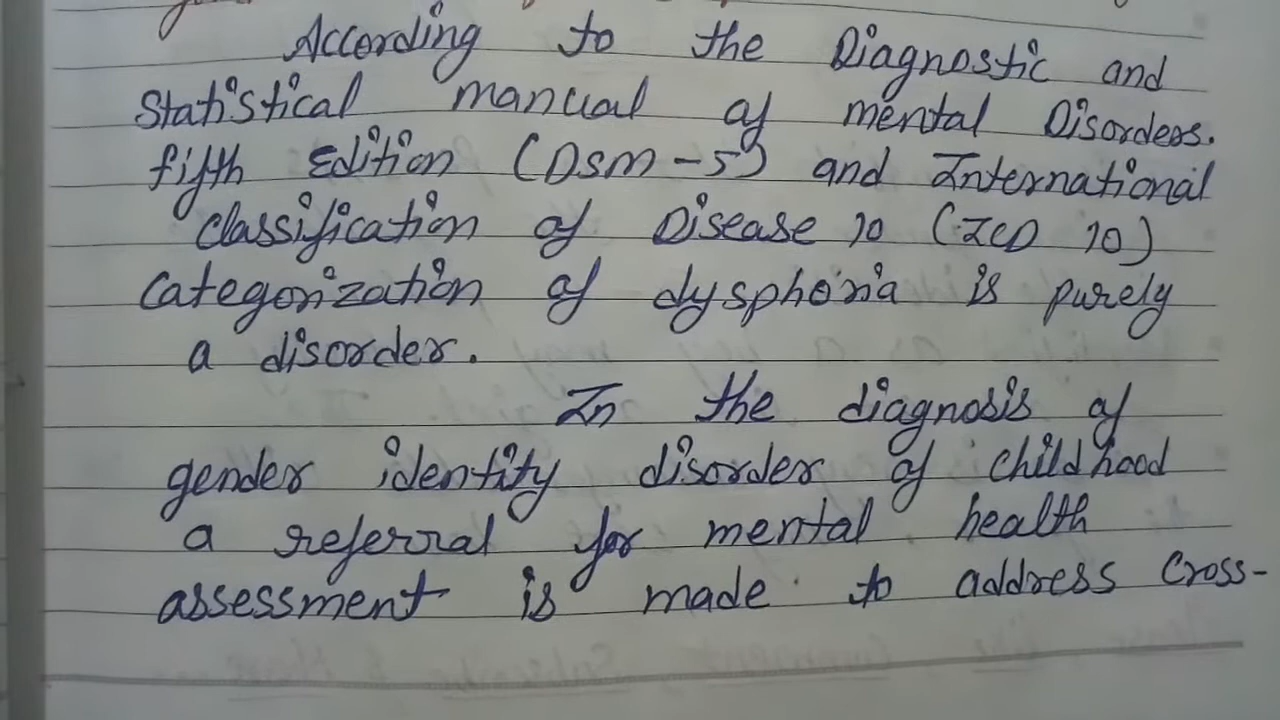 According to the Diagnostic and
Statistical manual of mental Disorders.
fifth Edition (DSM-5) and International
classification of Disease 10 (ICD 10)
categorization of dysphoria is purely
a disorder.
In the diagnosis of
gender identity disorder of childhood
a referral for mental health
assessment is made to address cross-